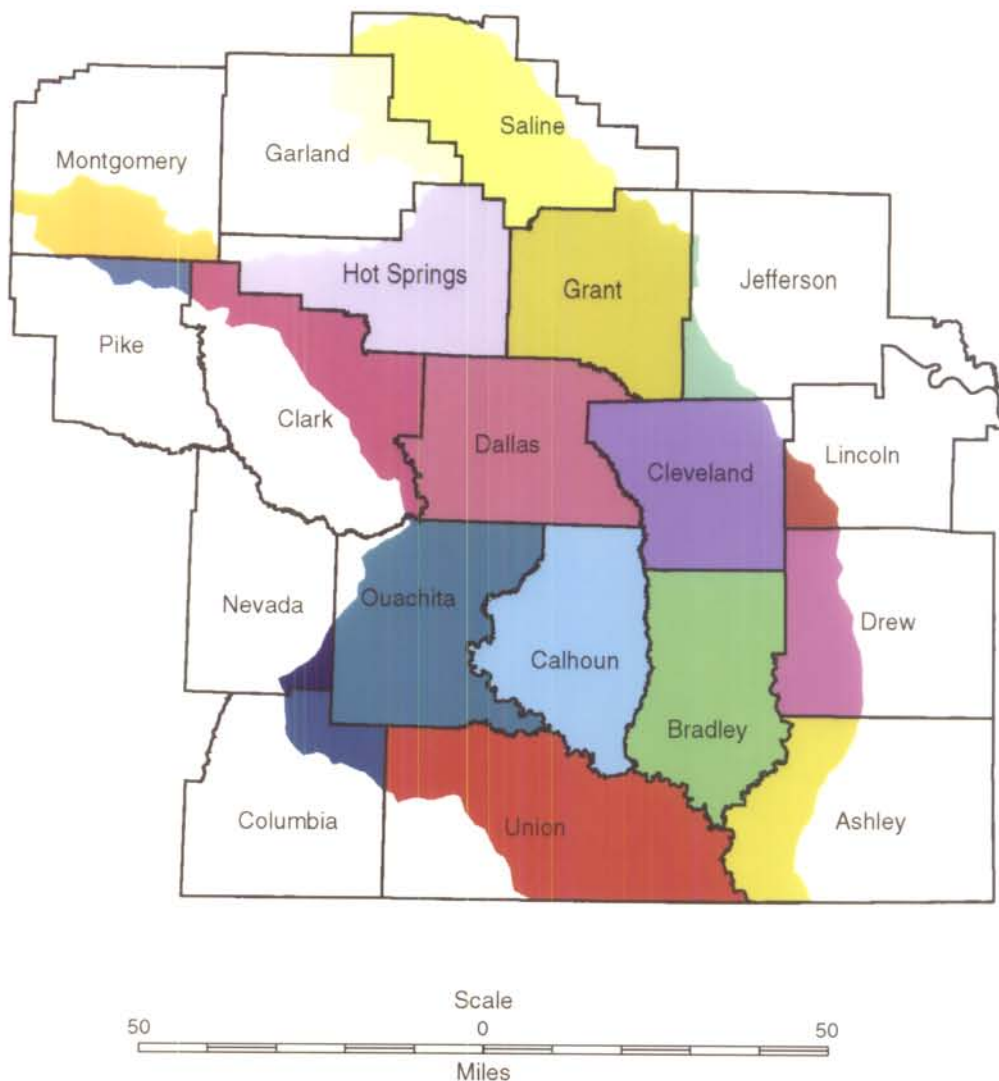 Saline
Montgomery
Garland
Hot Springs
Grant
Jefferson
Pike
Clark
Dallas
Cleveland
Lincoln
Nevada
Ouachita
Calhoun
Drew
Bradley
Columbia
Union
Ashley
Scale
50 0 50
Miles